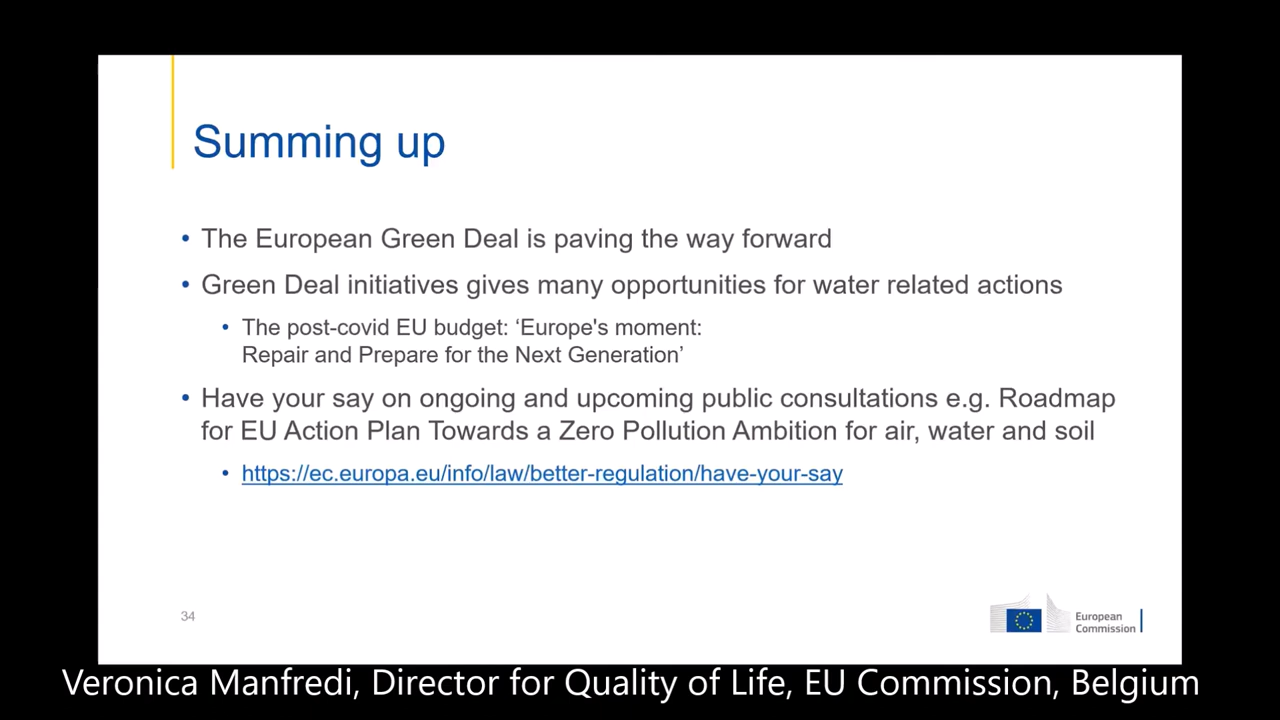 Summing up
• The European Green Deal is paving the way forward
• Green Deal initiatives gives many opportunities for water related actions
• The post-covid EU budget: ‘Europe's moment:
Repair and Prepare for the Next Generation’
• Have your say on ongoing and upcoming public consultations e.g. Roadmap
for EU Action Plan Towards a Zero Pollution Ambition for air, water and soil
• https://ec.europa.eu/info/law/better-regulation/have-your-say
34
European
Commission
Veronica Manfredi, Director for Quality of Life, EU Commission, Belgium